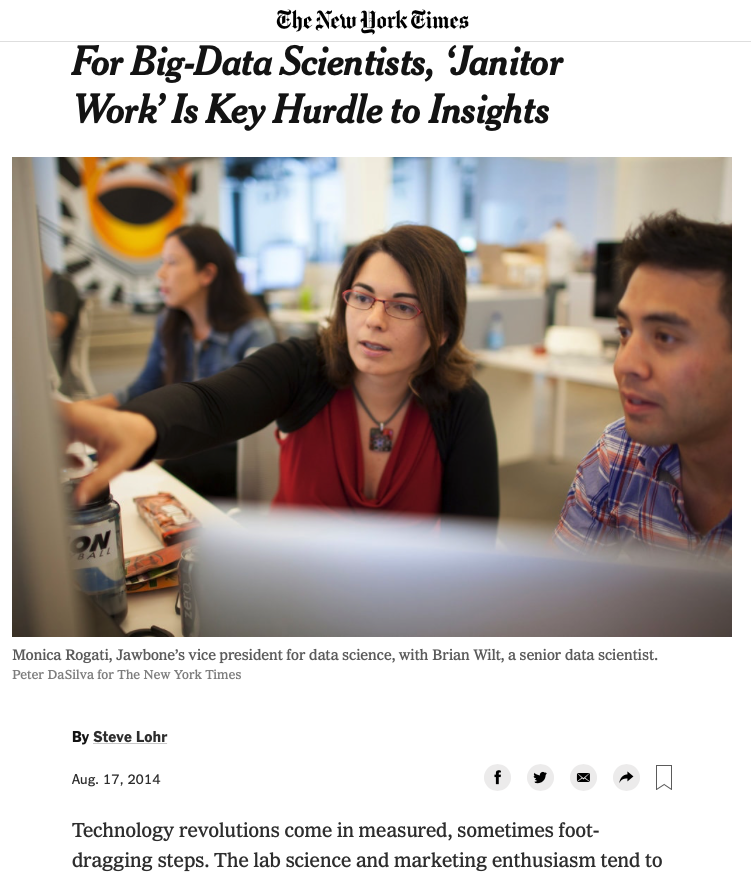 The New York Times
For Big-Data Scientists, ‘Janitor
Work’ Is Key Hurdle to Insights
ON
BALL
zero
Monica Rogati, Jawbone’s vice president for data science, with Brian Wilt, a senior data scientist.
Peter DaSilva for The New York Times
By Steve Lohr
Aug. 17, 2014
Technology revolutions come in measured, sometimes foot-
dragging steps. The lab science and marketing enthusiasm tend to